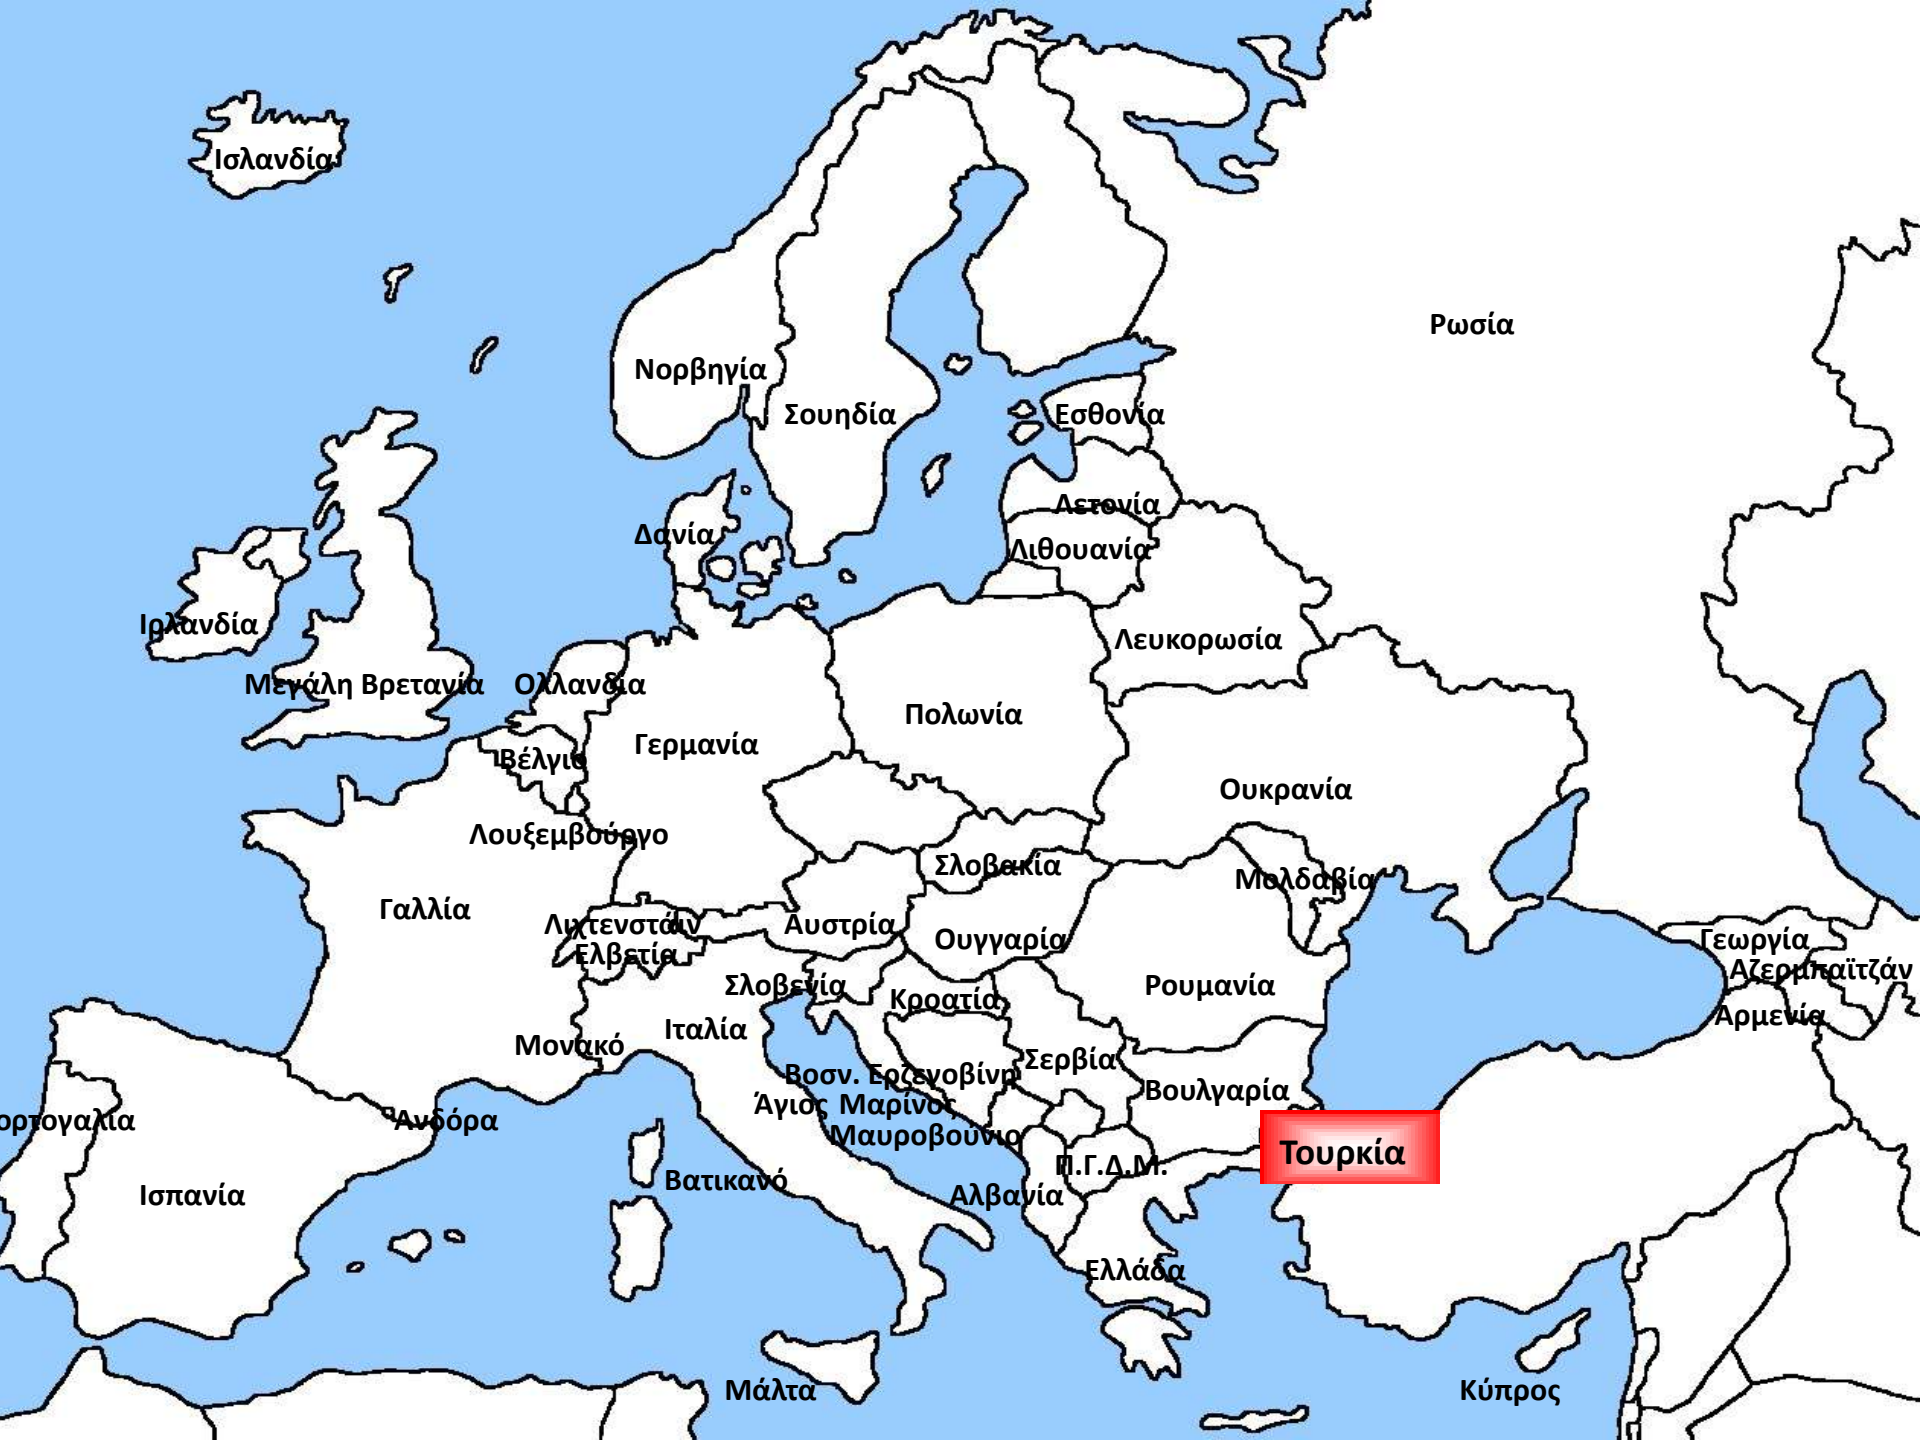 Ισλανδία
Ρωσία
Νορβηγία
Σουηδία
Εσθονία
Λετονία
Δανία
Λιθουανία
Ιρλανδία
Λευκορωσία
Μεγάλη Βρετανία
Ολλανδία
Πολωνία
Γερμανία
Βέλγιο
Ουκρανία
Λουξεμβούργο
Σλοβακία
Μολδαβία
Γαλλία
Λιχτενστάιν
Αυστρία
Ουγγαρία
Γεωργία
Ελβετία
Αζερμπαϊτζάν
Σλοβενία
Κροατία
Ρουμανία
Αρμενία
Ιταλία
Μονακό
Σερβία
Βοσν. Ερζεγοβίνη
Βουλγαρία
Άγιος Μαρίνος
ορτογαλία
Ανδόρα
Μαυροβούνιο
Τουρκία
Π.Γ.Δ.Μ.
Βατικανό
Ισπανία
Αλβανία
Ελλάδα
Μάλτα
Κύπρος